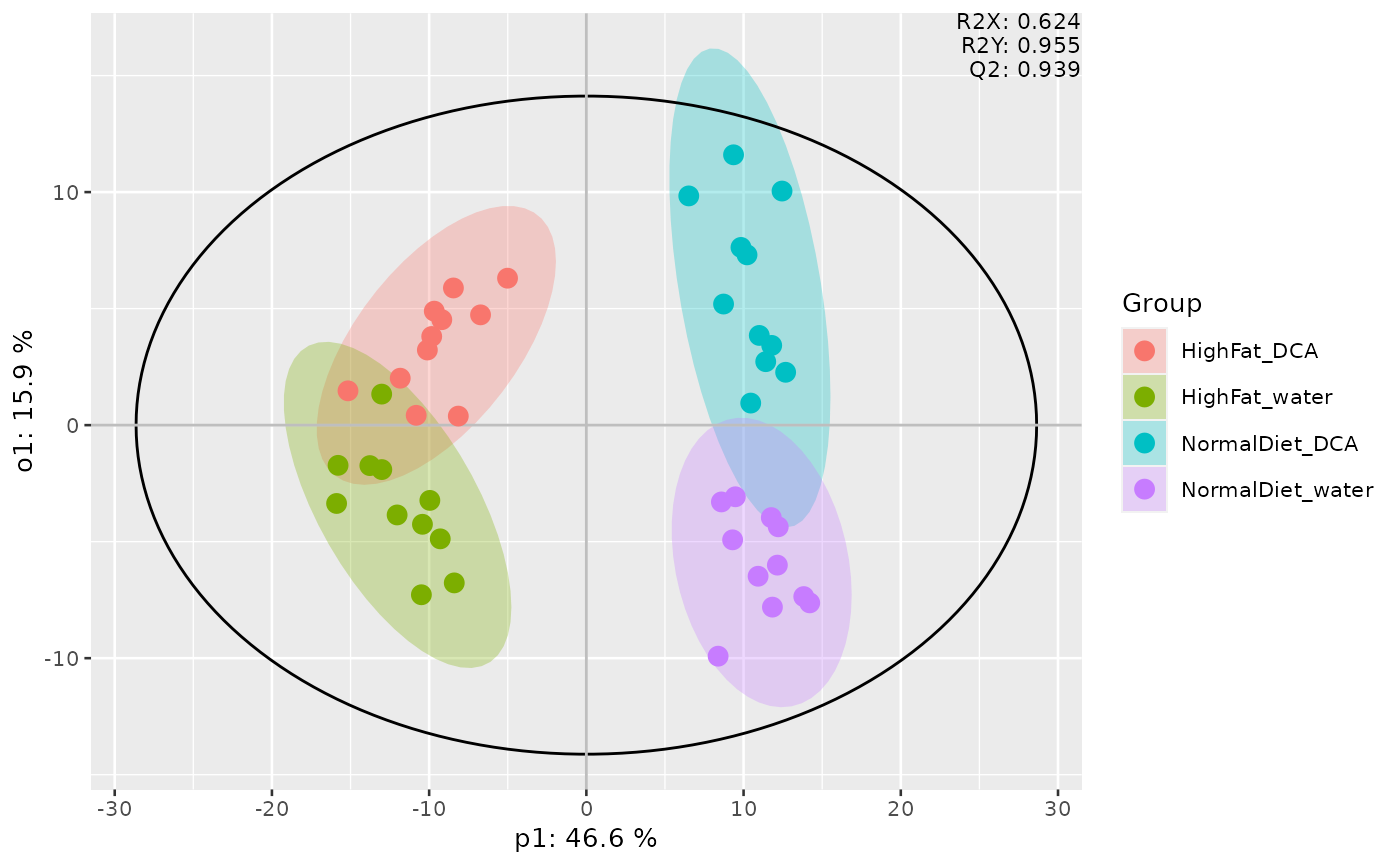 R2X: 0.624
R2Y: 0.955
Q2: 0.939
10
0
-10
o1: 15.9 %
-30
-20
-10
0
10
20
30
p1: 46.6 %
Group
HighFat_DCA
HighFat_water
NormalDiet_DCA
NormalDiet_water